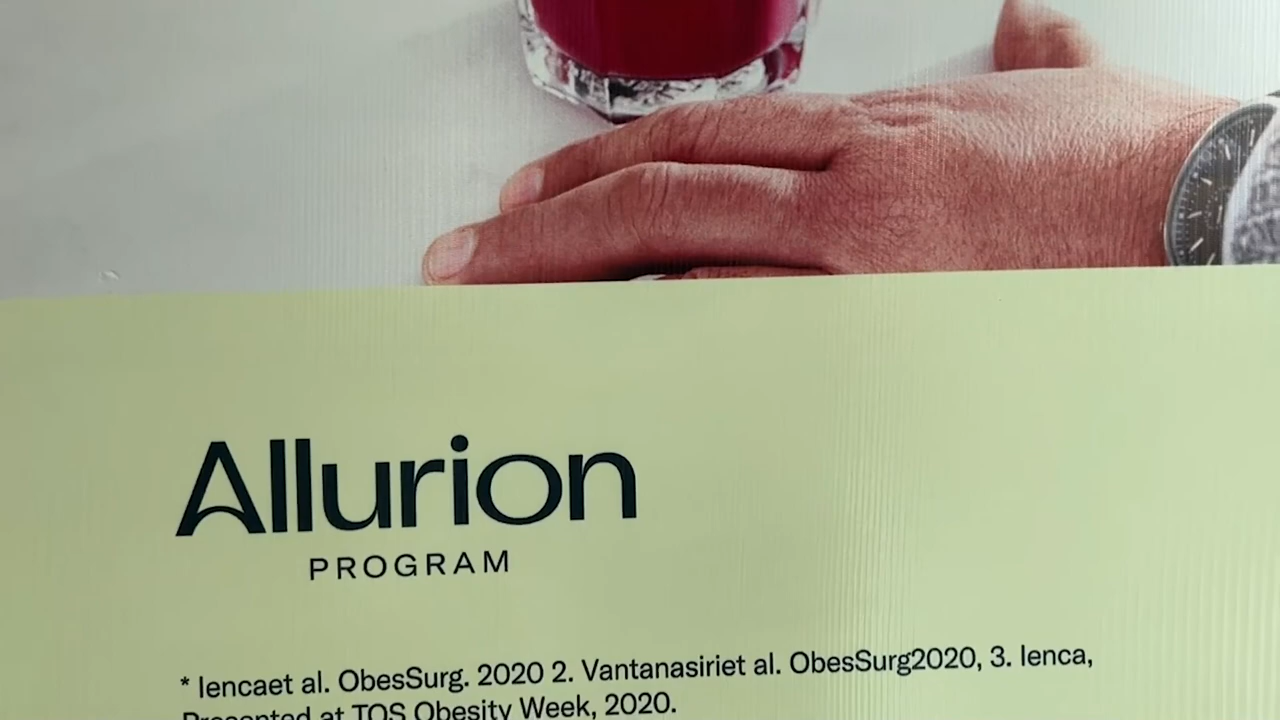 Allurion
PROGRAM
* Iencaet al. ObesSurg. 2020 2. Vantanasiriet al. ObesSurg2020, 3. Ienca,
Presented at TOS Obesity Week, 2020.